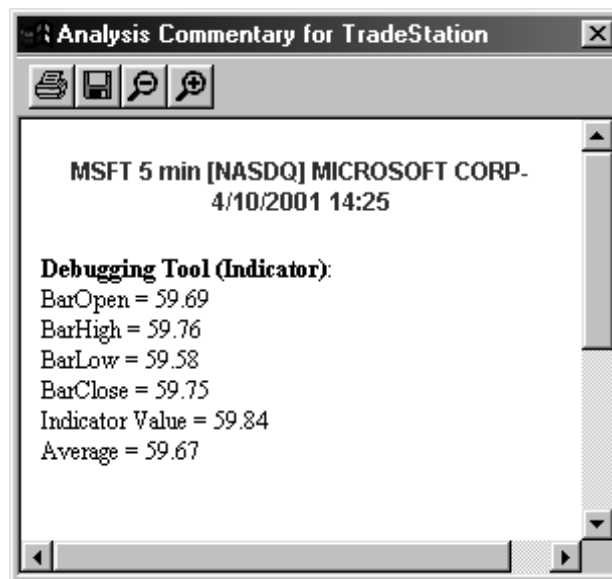 Analysis Commentary for TradeStation
MSFT 5 min [NASDQ] MICROSOFT CORP-
4/10/2001 14:25
Debugging Tool (Indicator):
BarOpen = 59.69
BarHigh = 59.76
BarLow = 59.58
BarClose = 59.75
Indicator Value = 59.84
Average = 59.67